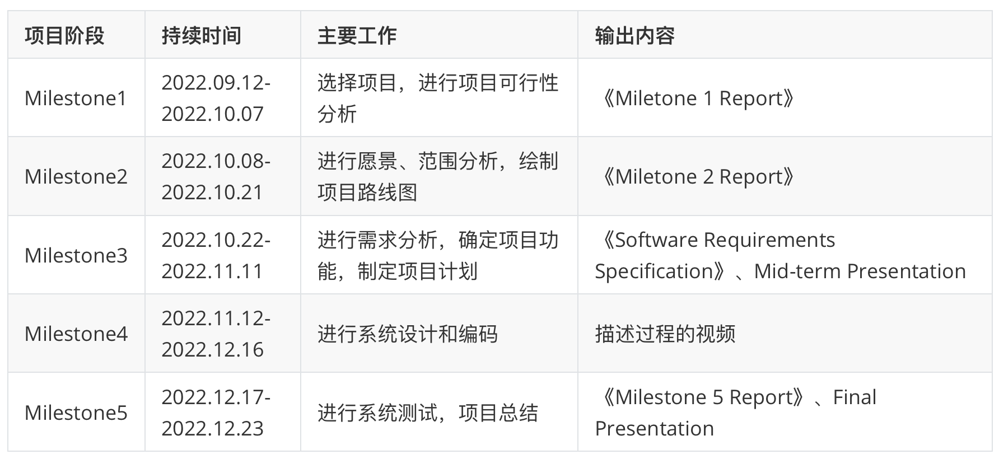 项目阶段
持续时间
主要工作
输出内容
Milestone1
2022.09.12-
2022.10.07
选择项目，进行项目可行性
分析
《Miletone 1 Report》
Milestone2
2022.10.08-
2022.10.21
进行愿景、范围分析，绘制
项目路线图
《Miletone 2 Report》
Milestone3
2022.10.22-
2022.11.11
进行需求分析，确定项目功
能，制定项目计划
《Software Requirements
Specification》、Mid-term Presentation
Milestone4
2022.11.12-
2022.12.16
进行系统设计和编码
描述过程的视频
Milestone5
2022.12.17-
2022.12.23
进行系统测试，项目总结
《Milestone 5 Report》、Final
Presentation